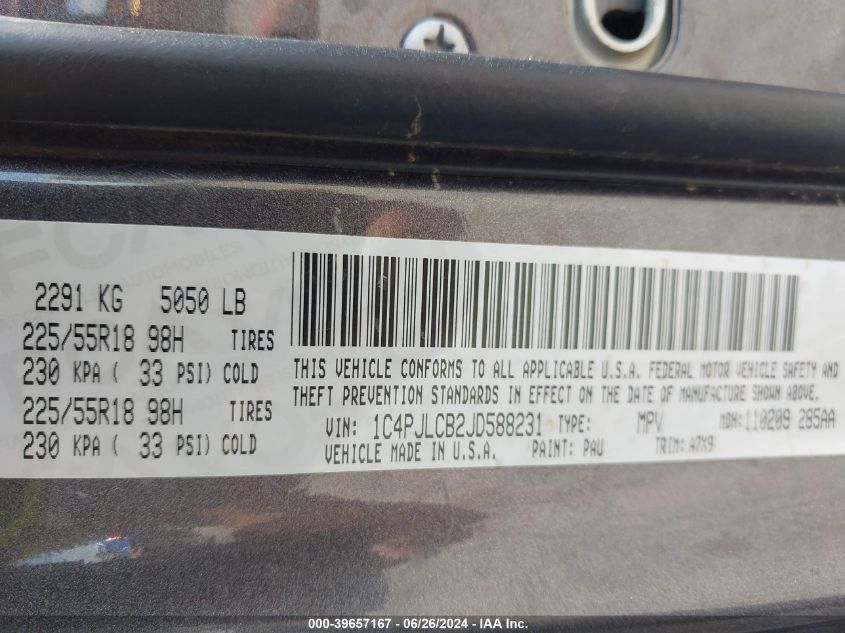 2291 KG 5050 LB
225/55R18 98H TIRES
230 KPA ( 33 PSI) COLD
225/55R18 98H TIRES
230 KPA ( 33 PSI) COLD
THIS VEHICLE CONFORMS TO ALL APPLICABLE U.S.A. FEDERAL MOTOR VEHICLE SAFETY AND
THEFT PREVENTION STANDARDS IN EFFECT ON THE DATE OF MANUFACTURE SHOWN ABOVE.
VIN: 1C4PJLCB2JD588231 TYPE: MPV MDH: 110209 285AA
VEHICLE MADE IN U.S.A. PAINT: PAU TRIM: A7X9
000-39657167 - 06/26/2024 - IAA Inc.